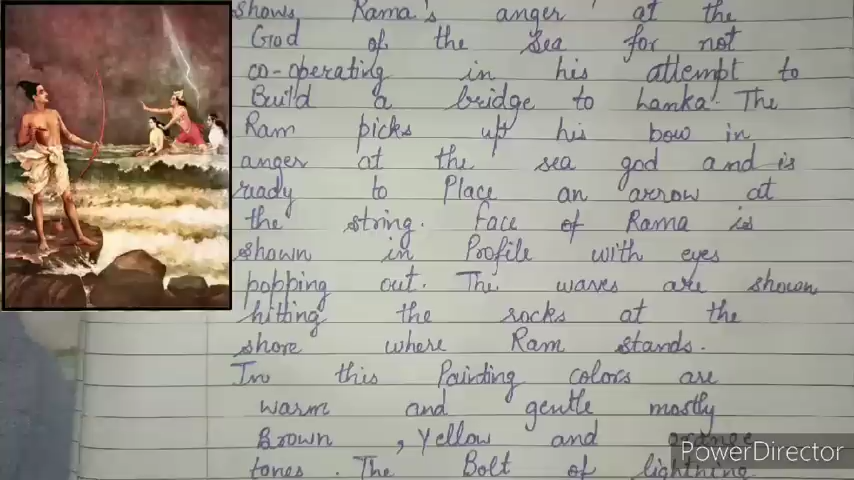 shows Rama's anger at the
God of the Sea for not
co-operating in his attempt to
Build a bridge to Lanka. The
Ram picks up his bow in
anger at the sea god and is
ready to Place an arrow at
the string. Face of Rama is
shown in Profile with eyes
popping out. The waves are shown
hitting the rocks at the
shore where Ram stands.
In this Painting colors are
warm and gentle mostly
Brown , Yellow and orange
tones. The Bolt of lightning
PowerDirector